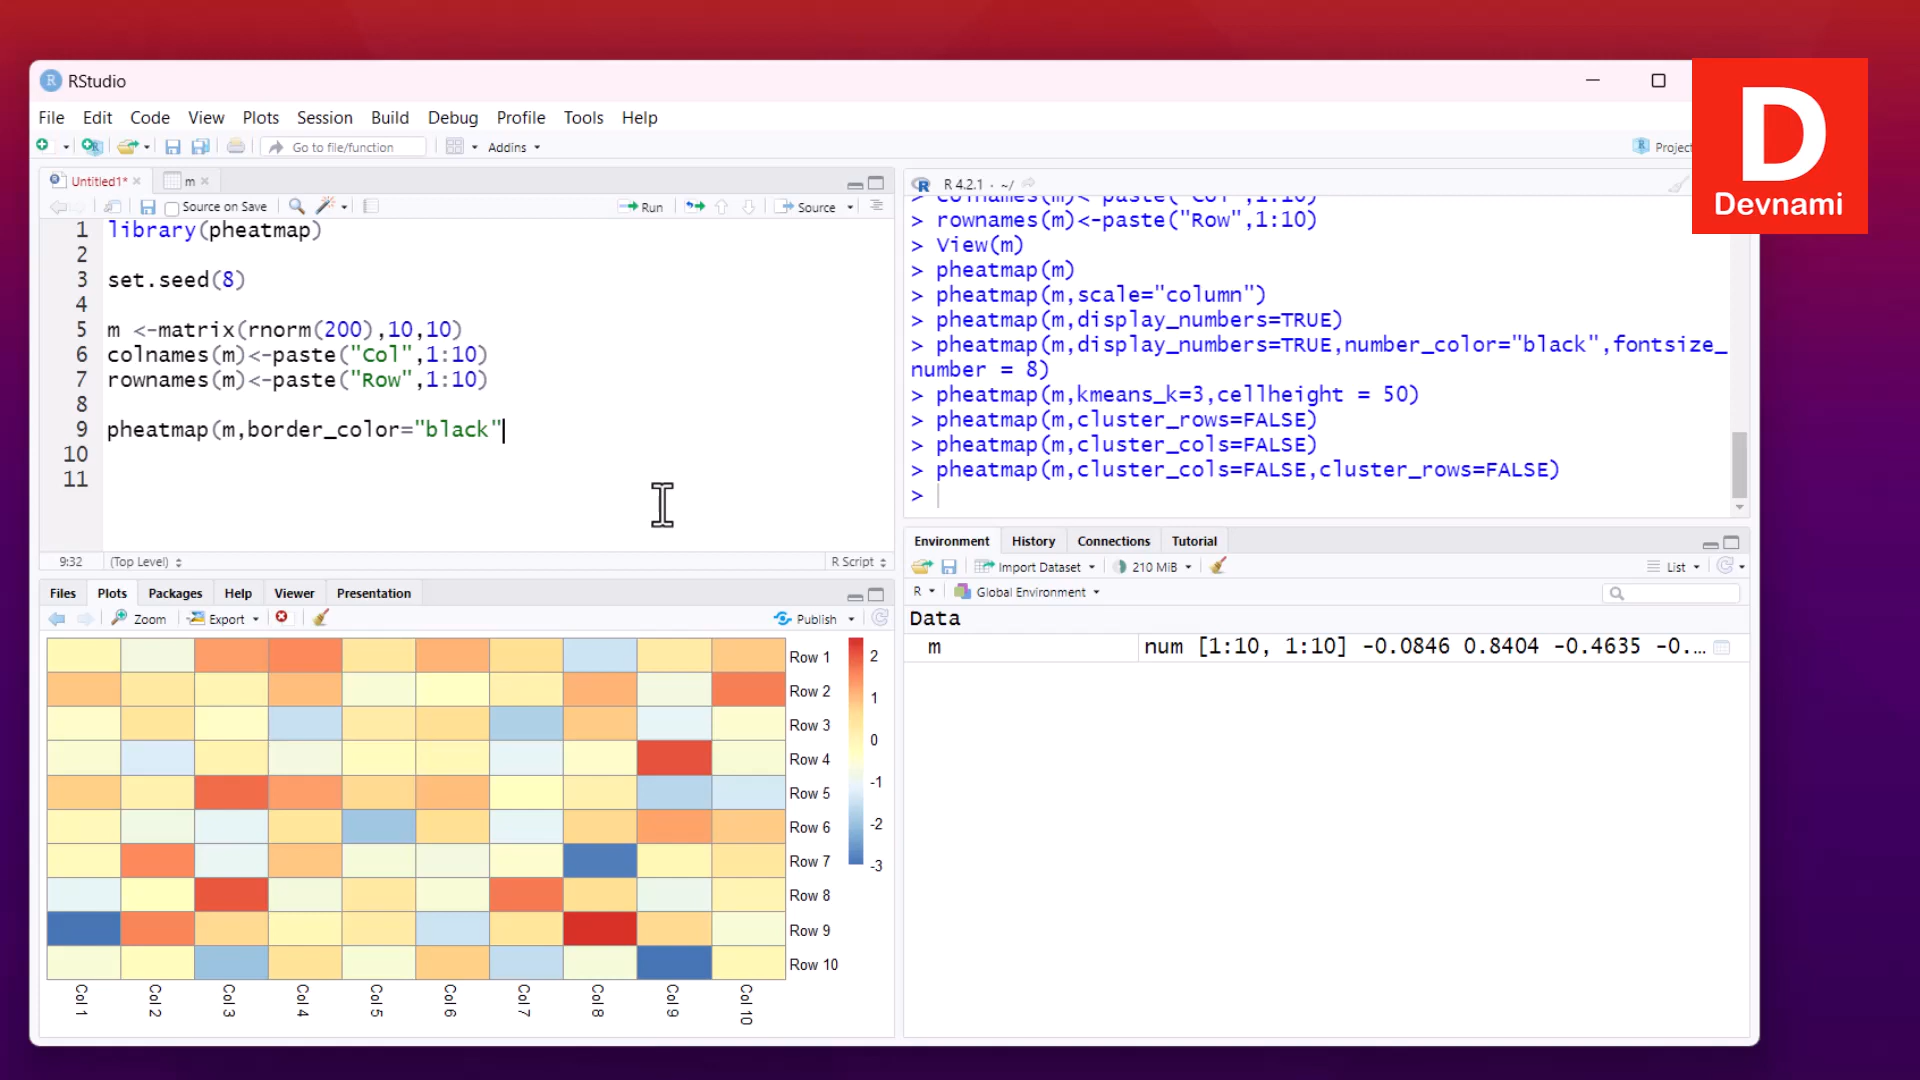 RStudio
File Edit Code View Plots Session Build Debug Profile Tools Help
Go to file/function
Addins
Project
D
Devnami
Untitled1*
m
Source on Save
Run
Source
1 library(pheatmap)
2
3 set.seed(8)
4
5 m <-matrix(rnorm(200),10,10)
6 colnames(m)<-paste("Col",1:10)
7 rownames(m)<-paste("Row",1:10)
8
9 pheatmap(m,border_color="black"
10
11
9:32
(Top Level)
R Script
R 4.2.1 · ~/
> colnames(m)<-paste("Col",1:10)
> rownames(m)<-paste("Row",1:10)
> View(m)
> pheatmap(m)
> pheatmap(m,scale="column")
> pheatmap(m,display_numbers=TRUE)
> pheatmap(m,display_numbers=TRUE,number_color="black",fontsize_
number = 8)
> pheatmap(m,kmeans_k=3,cellheight = 50)
> pheatmap(m,cluster_rows=FALSE)
> pheatmap(m,cluster_cols=FALSE)
> pheatmap(m,cluster_cols=FALSE,cluster_rows=FALSE)
>
Files Plots Packages Help Viewer Presentation
Zoom
Export
Publish
Row 1
Row 2
Row 3
Row 4
Row 5
Row 6
Row 7
Row 8
Row 9
Row 10
2
1
0
-1
-2
-3
Col 1
Col 2
Col 3
Col 4
Col 5
Col 6
Col 7
Col 8
Col 9
Col 10
Environment History Connections Tutorial
Import Dataset
210 MiB
List
R
Global Environment
Data
m num [1:10, 1:10] -0.0846 0.8404 -0.4635 -0...